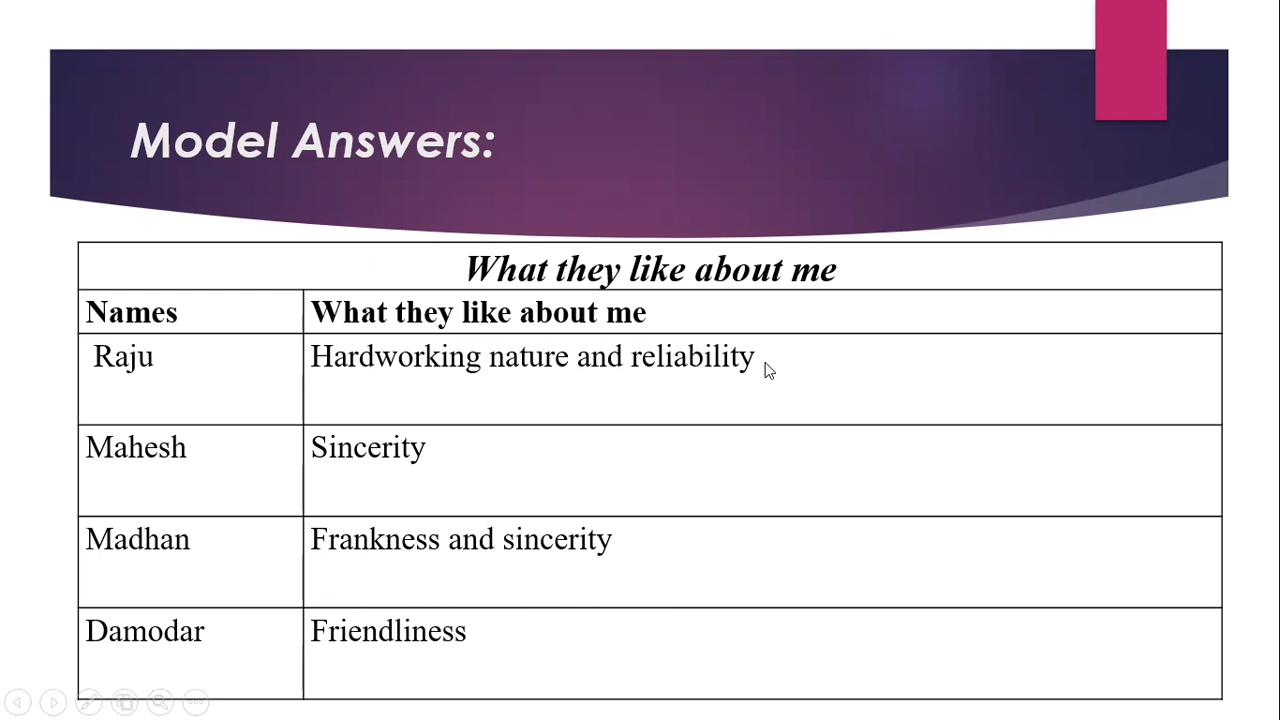 Model Answers:
What they like about me
Names What they like about me
Raju Hardworking nature and reliability
Mahesh Sincerity
Madhan Frankness and sincerity
Damodar Friendliness